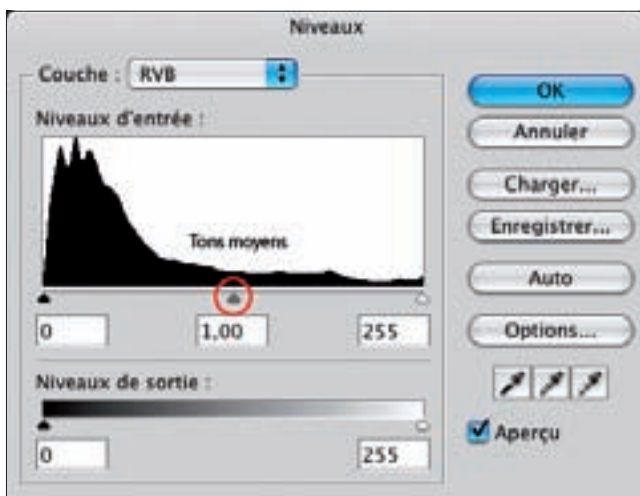 Niveaux
Couche : RVB
Niveaux d'entrée :
Tons moyens
0 1,00 255
Niveaux de sortie :
0 255
OK
Annuler
Charger...
Enregistrer...
Auto
Options...
Aperçu